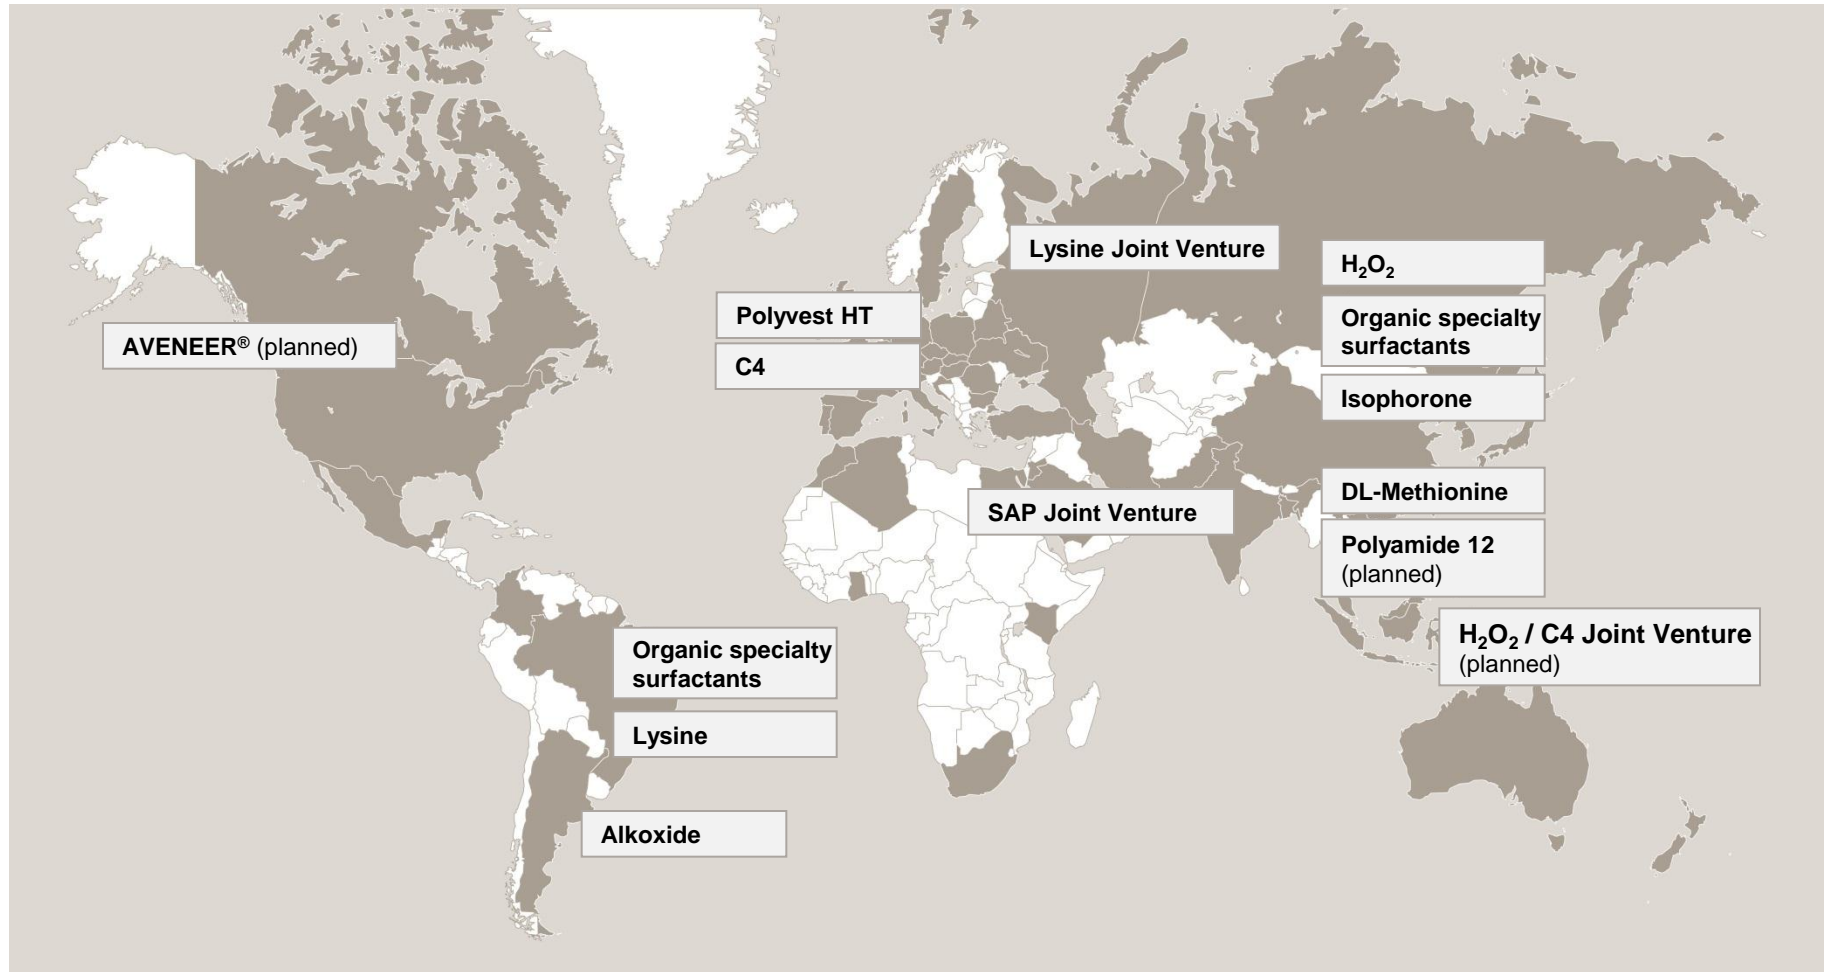 Lysine Joint Venture
H₂O₂
Polyvest HT
Organic specialty
surfactants
AVENEER® (planned)
C4
Isophorone
DL-Methionine
SAP Joint Venture
Polyamide 12
(planned)
H₂O₂ / C4 Joint Venture
(planned)
Organic specialty
surfactants
Lysine
Alkoxide